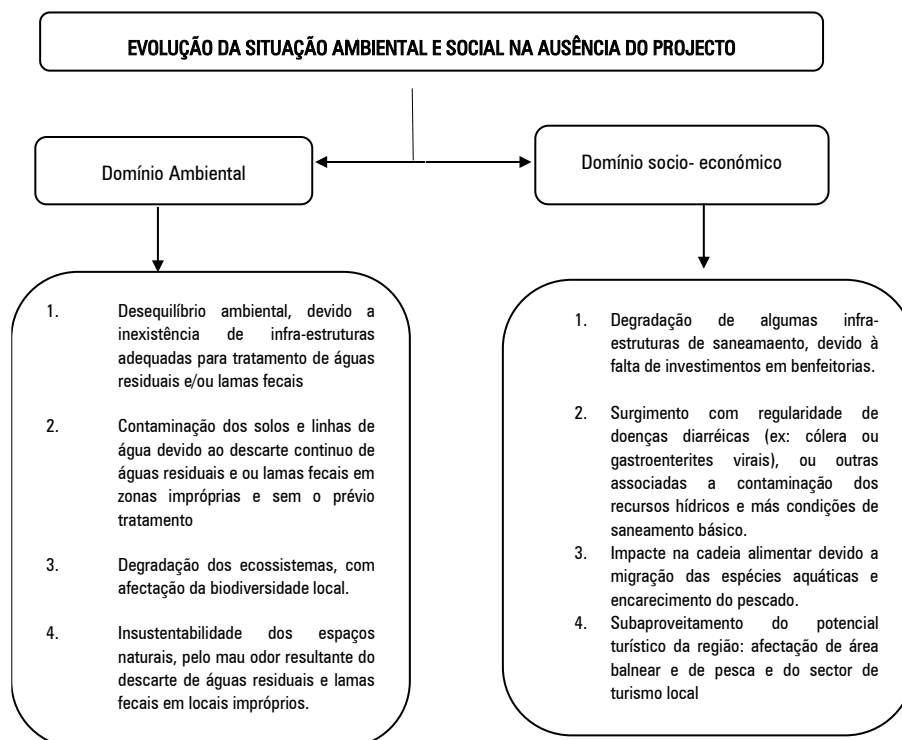 EVOLUÇÃO DA SITUAÇÃO AMBIENTAL E SOCIAL NA AUSÊNCIA DO PROJECTO
Domínio Ambiental
Domínio socio- económico
1. Desequilíbrio ambiental, devido a
inexistência de infra-estruturas
adequadas para tratamento de águas
residuais e/ou lamas fecais
2. Contaminação dos solos e linhas de
água devido ao descarte continuo de
águas residuais e ou lamas fecais em
zonas impróprias e sem o prévio
tratamento
3. Degradação dos ecossistemas, com
afectação da biodiversidade local.
4. Insustentabilidade dos espaços
naturais, pelo mau odor resultante do
descarte de águas residuais e lamas
fecais em locais impróprios.
1. Degradação de algumas infra-
estruturas de saneamaento, devido à
falta de investimentos em benfeitorias.
2. Surgimento com regularidade de
doenças diarréicas (ex: cólera ou
gastroenterites virais), ou outras
associadas a contaminação dos
recursos hídricos e más condições de
saneamento básico.
3. Impacte na cadeia alimentar devido a
migração das espécies aquáticas e
encarecimento do pescado.
4. Subaproveitamento do potencial
turístico da região: afectação de área
balnear e de pesca e do sector de
turismo local